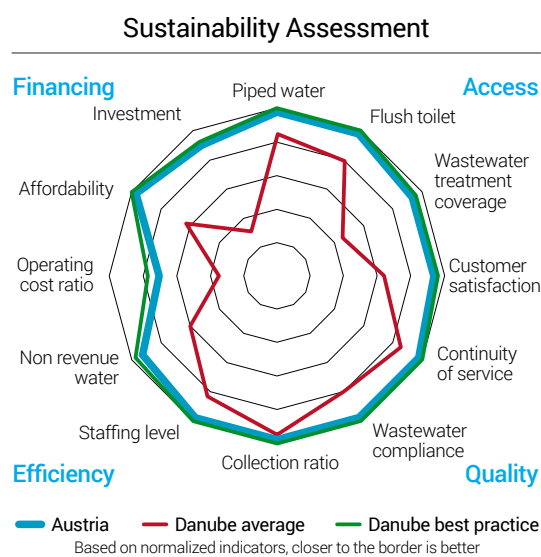 Sustainability Assessment
Financing
Access
Piped water
Investment
Flush toilet
Wastewater
treatment
coverage
Affordability
Operating
cost ratio
Customer
satisfaction
Non revenue
water
Continuity
of service
Staffing level
Wastewater
compliance
Collection ratio
Efficiency
Quality
Austria
Danube average
Danube best practice
Based on normalized indicators, closer to the border is better